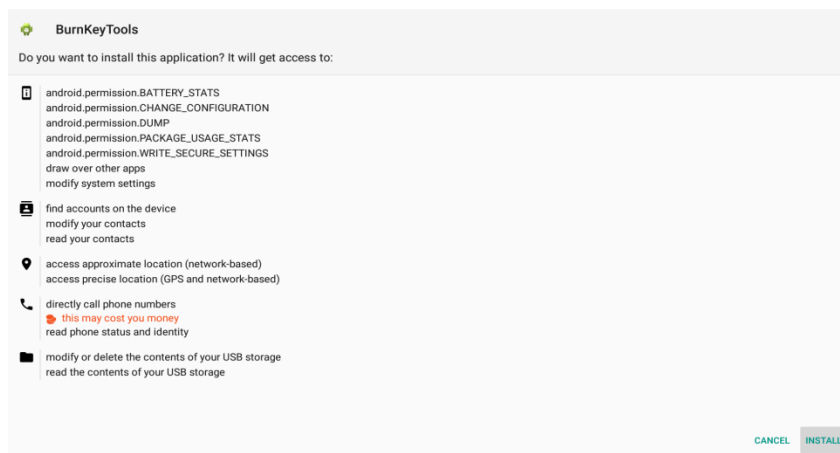 BurnKeyTools
Do you want to install this application? It will get access to:
android.permission.BATTERY_STATS
android.permission.CHANGE_CONFIGURATION
android.permission.DUMP
android.permission.PACKAGE_USAGE_STATS
android.permission.WRITE_SECURE_SETTINGS
draw over other apps
modify system settings
find accounts on the device
modify your contacts
read your contacts
access approximate location (network-based)
access precise location (GPS and network-based)
directly call phone numbers
this may cost you money
read phone status and identity
modify or delete the contents of your USB storage
read the contents of your USB storage
CANCEL INSTALL